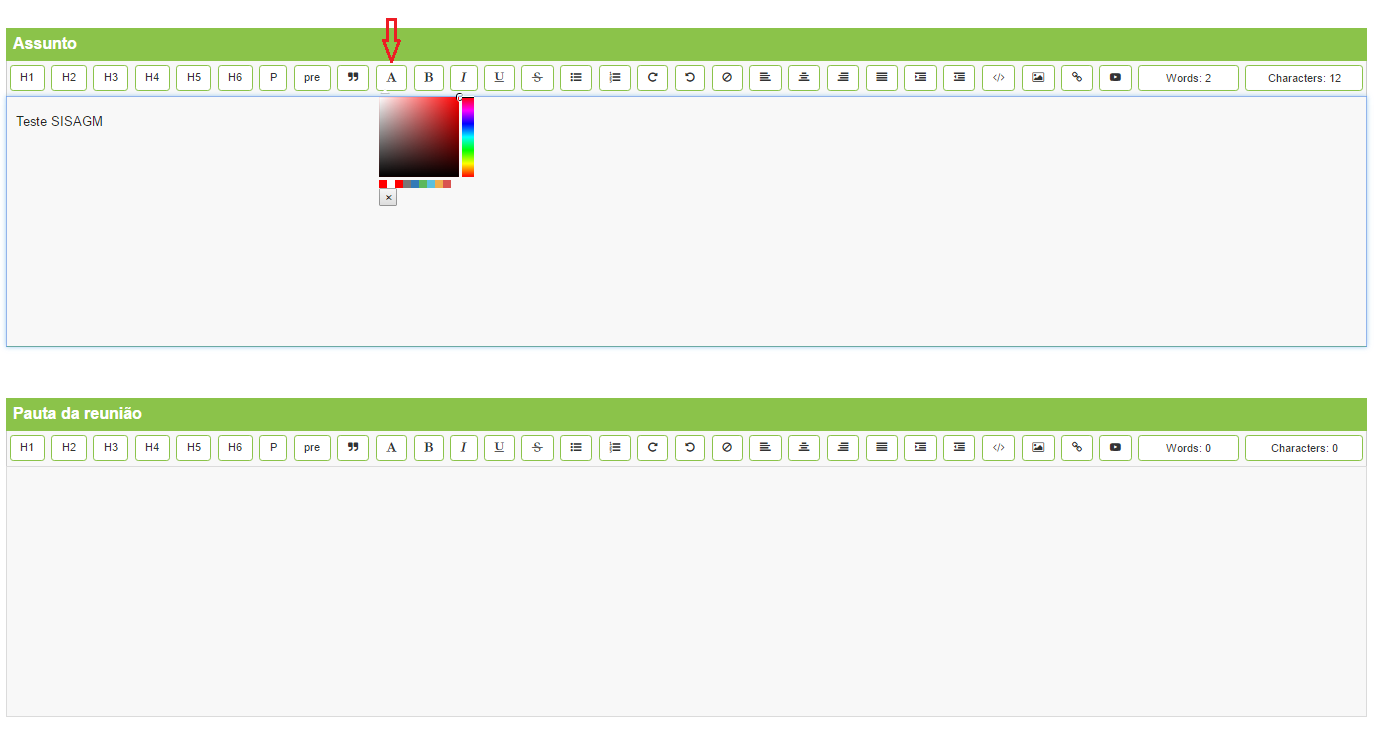 Assunto
H1 H2 H3 H4 H5 H6 P pre ❞ A B I U S Words: 2 Characters: 12
Teste SISAGM
×
Pauta da reunião
H1 H2 H3 H4 H5 H6 P pre ❞ A B I U S Words: 0 Characters: 0